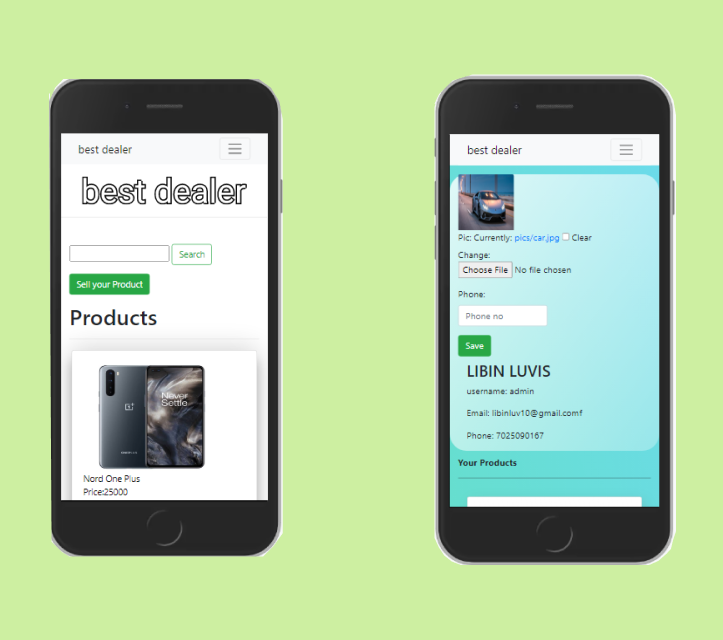 best dealer
best dealer
Search
Sell your Product
Products
Never
Settle
Nord One Plus
Price:25000
best dealer
Pic: Currently: pics/car.jpg Clear
Change:
Choose File No file chosen
Phone:
Phone no
Save
LIBIN LUVIS
username: admin
Email: libinluv10@gmail.comf
Phone: 7025090167
Your Products